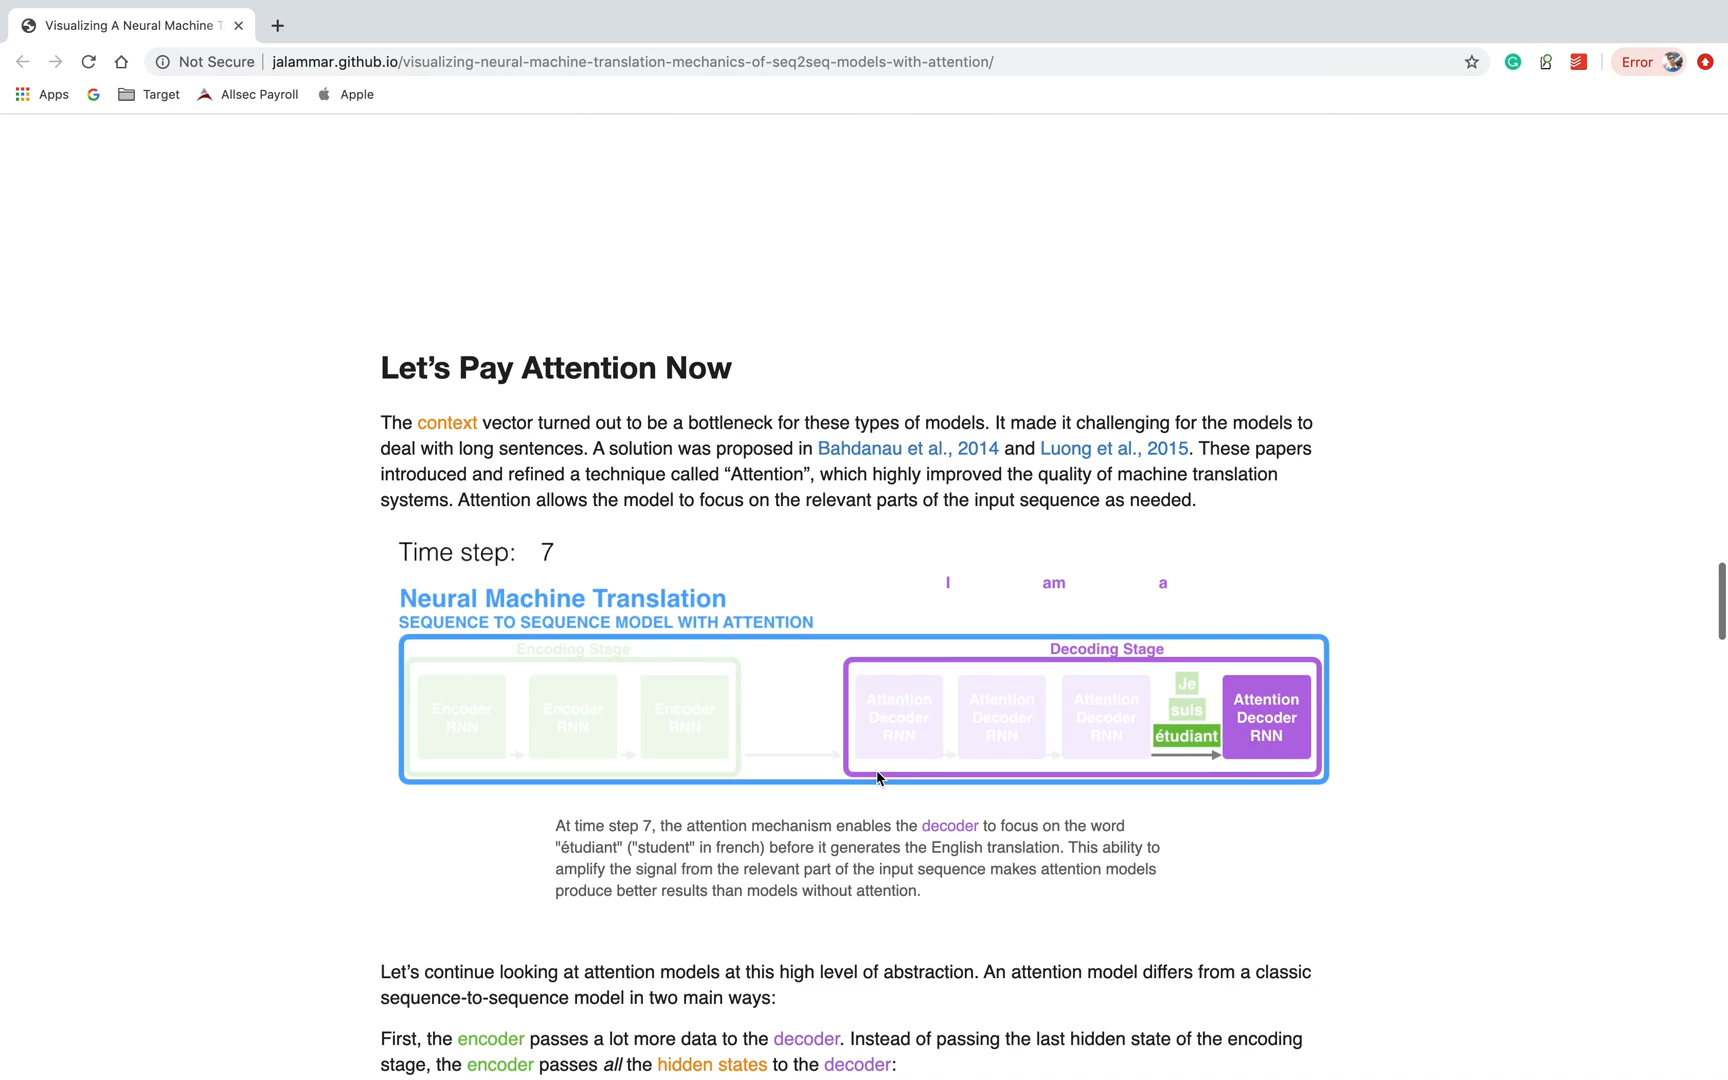 Visualizing A Neural Machine T
Not Secure jalammar.github.io/visualizing-neural-machine-translation-mechanics-of-seq2seq-models-with-attention/
Error
Apps Target Allsec Payroll Apple
Let’s Pay Attention Now
The context vector turned out to be a bottleneck for these types of models. It made it challenging for the models to
deal with long sentences. A solution was proposed in Bahdanau et al., 2014 and Luong et al., 2015. These papers
introduced and refined a technique called “Attention”, which highly improved the quality of machine translation
systems. Attention allows the model to focus on the relevant parts of the input sequence as needed.
Time step: 7
I am a
Neural Machine Translation
SEQUENCE TO SEQUENCE MODEL WITH ATTENTION
Encoding Stage
Decoding Stage
Encoder
RNN
Encoder
RNN
Encoder
RNN
Attention
Decoder
RNN
Attention
Decoder
RNN
Attention
Decoder
RNN
Je
suis
étudiant
Attention
Decoder
RNN
At time step 7, the attention mechanism enables the decoder to focus on the word
"étudiant" ("student" in french) before it generates the English translation. This ability to
amplify the signal from the relevant part of the input sequence makes attention models
produce better results than models without attention.
Let’s continue looking at attention models at this high level of abstraction. An attention model differs from a classic
sequence-to-sequence model in two main ways:
First, the encoder passes a lot more data to the decoder. Instead of passing the last hidden state of the encoding
stage, the encoder passes all the hidden states to the decoder: